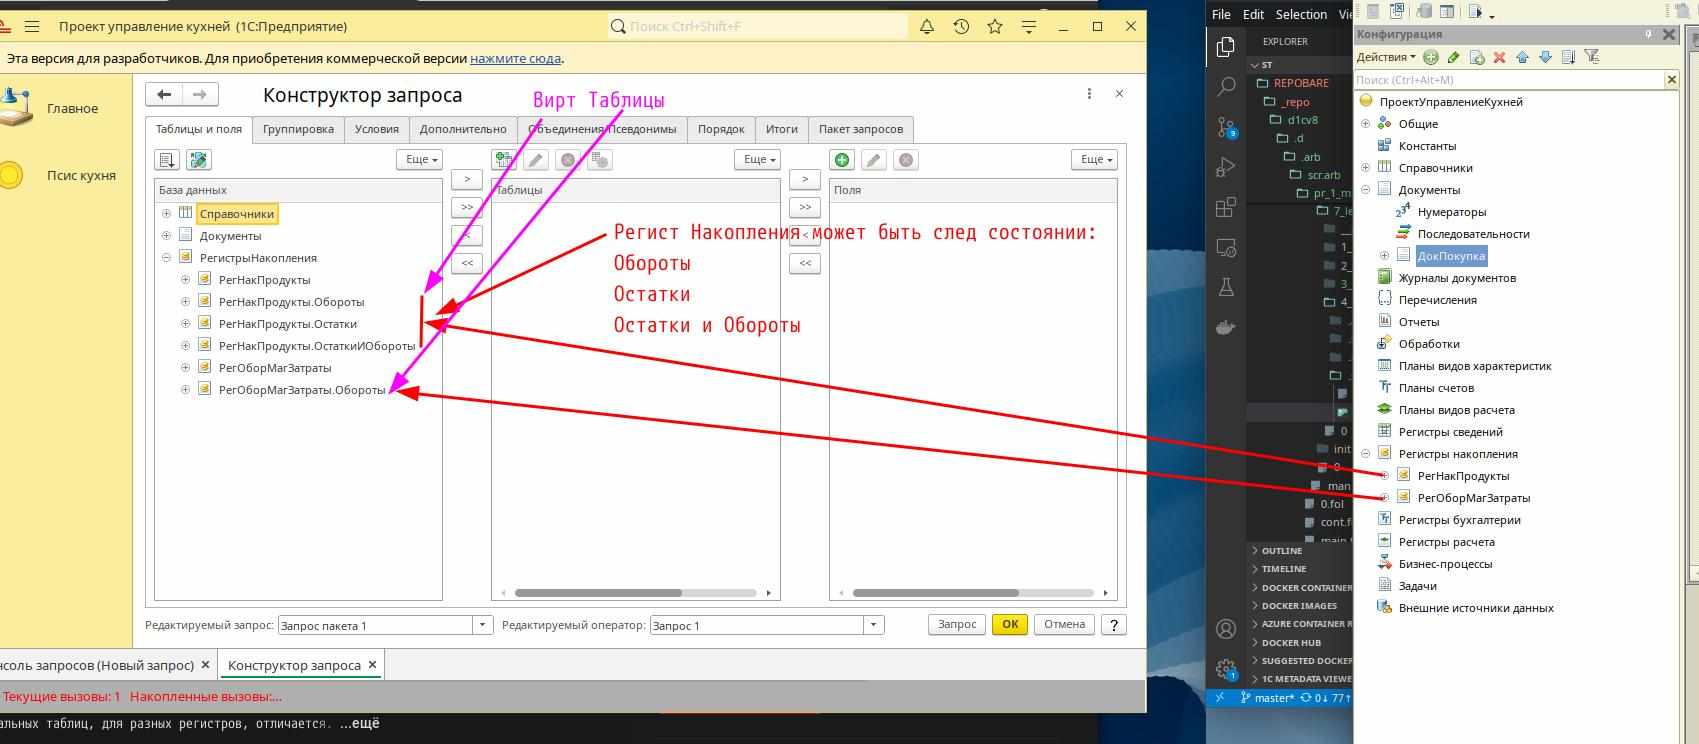 Проект управление кухней (1С:Предприятие)
Поиск Ctrl+Shift+F
Эта версия для разработчиков. Для приобретения коммерческой версии нажмите сюда.
Главное
Псис кухня
Конструктор запроса
Вирт Таблицы
Таблицы и поля
Группировка
Условия
Дополнительно
Объединения/Псевдонимы
Порядок
Итоги
Пакет запросов
Еще
Еще
Еще
База данных
Таблицы
Поля
>
>>
<
<<
>
>>
<
<<
Справочники
Документы
РегистрыНакопления
РегНакПродукты
РегНакПродукты.Обороты
РегНакПродукты.Остатки
РегНакПродукты.ОстаткиИОбороты
РегОборМагЗатраты
РегОборМагЗатраты.Обороты
Регист Накопления может быть след состоянии:
Обороты
Остатки
Остатки и Обороты
Редактируемый запрос: Запрос пакета 1
Редактируемый оператор: Запрос 1
Запрос
ОК
Отмена
?
нсоль запросов (Новый запрос)
Конструктор запроса
Текущие вызовы: 1 Накопленные вызовы:...
альных таблиц, для разных регистров, отличается. ...ещё
File Edit Selection
EXPLORER
ST
REPOBARE
_repo
d1cv8
.d
.arb
scr.arb
pr_1_m
7_le
1_
2_
3_
4_
0
init
0
man
0.fol
cont.f
OUTLINE
TIMELINE
DOCKER CONTAINER
DOCKER IMAGES
AZURE CONTAINER R
DOCKER HUB
SUGGESTED DOCKER
1C METADATA VIEWE
9
1
master* 0↓ 77↑
Конфигурация
Действия
Поиск (Ctrl+Alt+M)
ПроектУправлениеКухней
Общие
Константы
Справочники
Документы
Нумераторы
Последовательности
ДокПокупка
Журналы документов
Перечисления
Отчеты
Обработки
Планы видов характеристик
Планы счетов
Планы видов расчета
Регистры сведений
Регистры накопления
РегНакПродукты
РегОборМагЗатраты
Регистры бухгалтерии
Регистры расчета
Бизнес-процессы
Задачи
Внешние источники данных